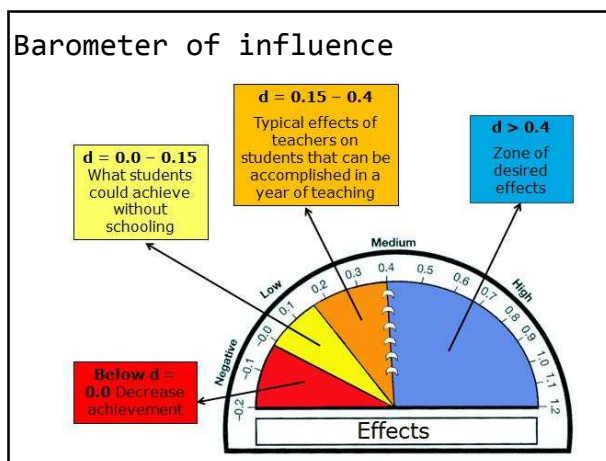 Barometer of influence
d = 0.15 – 0.4
Typical effects of
teachers on
students that can be
accomplished in a
year of teaching
d > 0.4
Zone of
desired
effects
d = 0.0 – 0.15
What students
could achieve
without
schooling
Below d =
0.0 Decrease
achievement
Negative
Low
Medium
High
-0.2
-0.1
-0.0
0.1
0.2
0.3
0.4
0.5
0.6
0.7
0.8
0.9
1.0
1.1
1.2
Effects